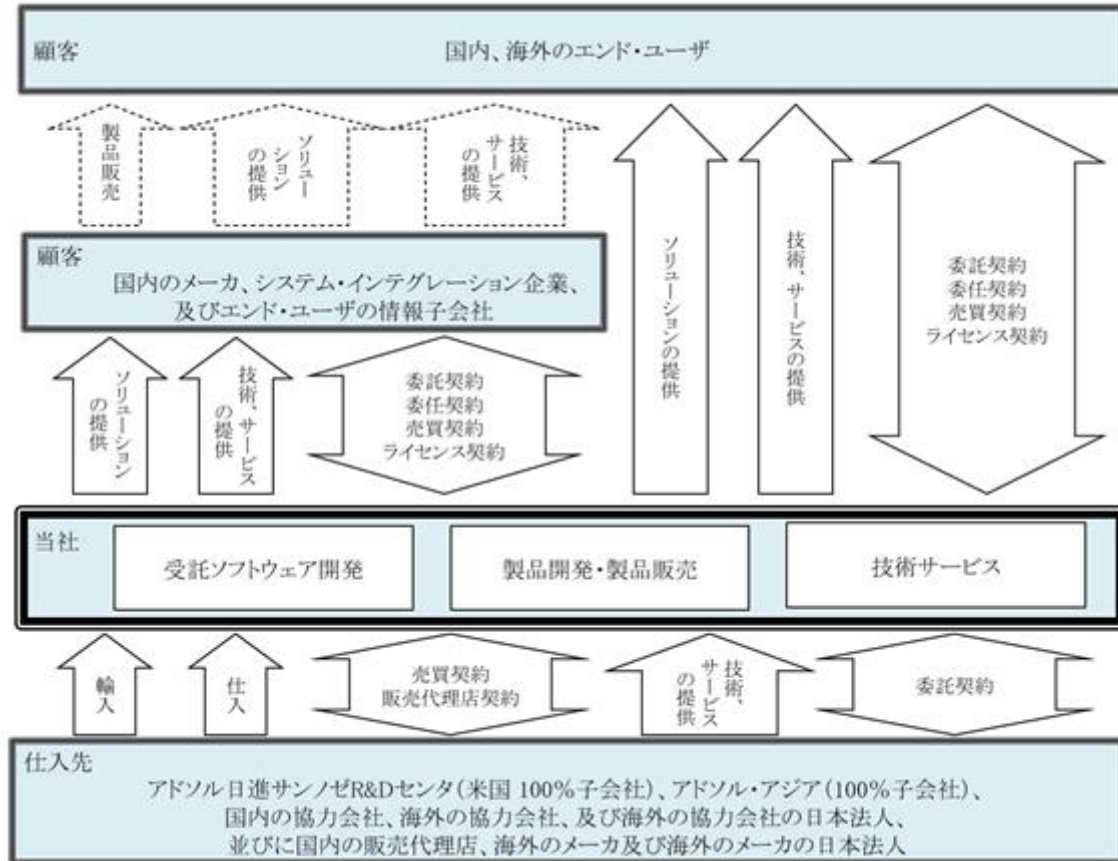 顧客
国内、海外のエンド・ユーザ
製品販売
ソリューション
の提供
技術、
サービス
の提供
ソリューションの提供
技術、サービスの提供
委託契約
委任契約
売買契約
ライセンス契約
顧客
国内のメーカ、システム・インテグレーション企業、
及びエンド・ユーザの情報子会社
ソリューション
の提供
技術、サービス
の提供
委託契約
委任契約
売買契約
ライセンス契約
当社
受託ソフトウェア開発
製品開発・製品販売
技術サービス
輸入
仕入
売買契約
販売代理店契約
技術、
サービス
の提供
委託契約
仕入先
アドソル日進サンノゼR&Dセンタ(米国 100%子会社)、アドソル・アジア(100%子会社)、
国内の協力会社、海外の協力会社、及び海外の協力会社の日本法人、
並びに国内の販売代理店、海外のメーカ及び海外のメーカの日本法人